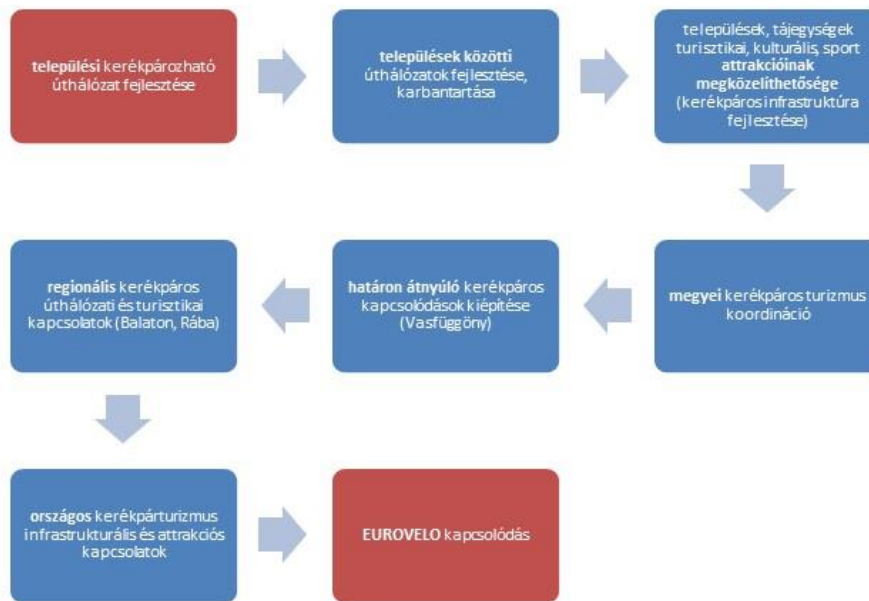 települési kerékpározható
úthálózat fejlesztése
települések közötti
úthálózatok fejlesztése,
karbantartása
települések, tájegységek
turisztikai, kulturális, sport
attrakcióinak
megközelíthetősége
(kerékpáros infrastruktúra
fejlesztése)
megyei kerékpáros turizmus
koordináció
határon átnyúló kerékpáros
kapcsolódások kiépítése
(Vasfüggöny)
regionális kerékpáros
úthálózati és turisztikai
kapcsolatok (Balaton, Rába)
országos kerékpárturizmus
infrastrukturális és attrakciós
kapcsolatok
EUROVELO kapcsolódás